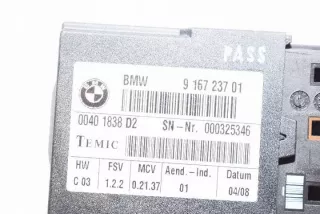 PASS
BMW 9 167 237 01
0040 1838 D2 SN-Nr. 000325346
TEMIC
HW FSV MCV Aend.-Ind. Datum
C 03 1.2.2 0.21.37 01 04/08